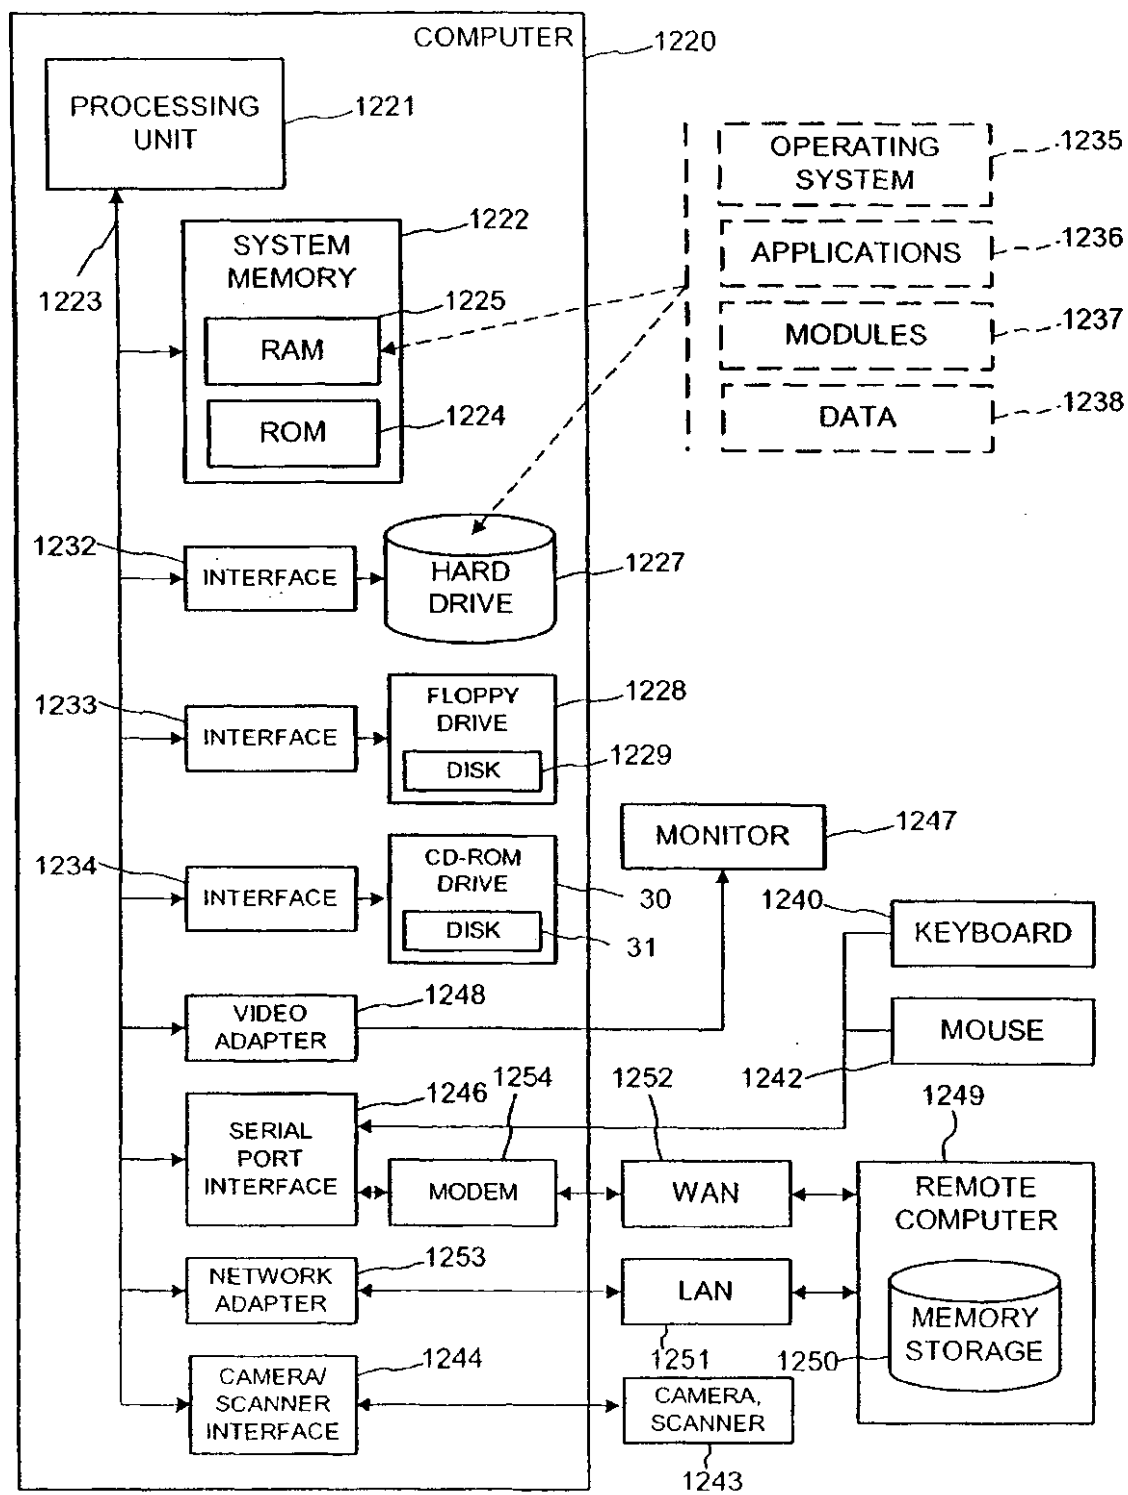 COMPUTER
1220
PROCESSING
UNIT
1221
1223
SYSTEM
MEMORY
1222
RAM
1225
ROM
1224
OPERATING
SYSTEM
1235
APPLICATIONS
1236
MODULES
1237
DATA
1238
1232
INTERFACE
HARD
DRIVE
1227
1233
INTERFACE
FLOPPY
DRIVE
1228
DISK
1229
1234
INTERFACE
CD-ROM
DRIVE
30
DISK
31
MONITOR
1247
1240
KEYBOARD
MOUSE
1242
VIDEO
ADAPTER
1248
SERIAL
PORT
INTERFACE
1246
MODEM
1254
WAN
1252
REMOTE
COMPUTER
1249
MEMORY
STORAGE
1250
NETWORK
ADAPTER
1253
LAN
1251
CAMERA/
SCANNER
INTERFACE
1244
CAMERA,
SCANNER
1243